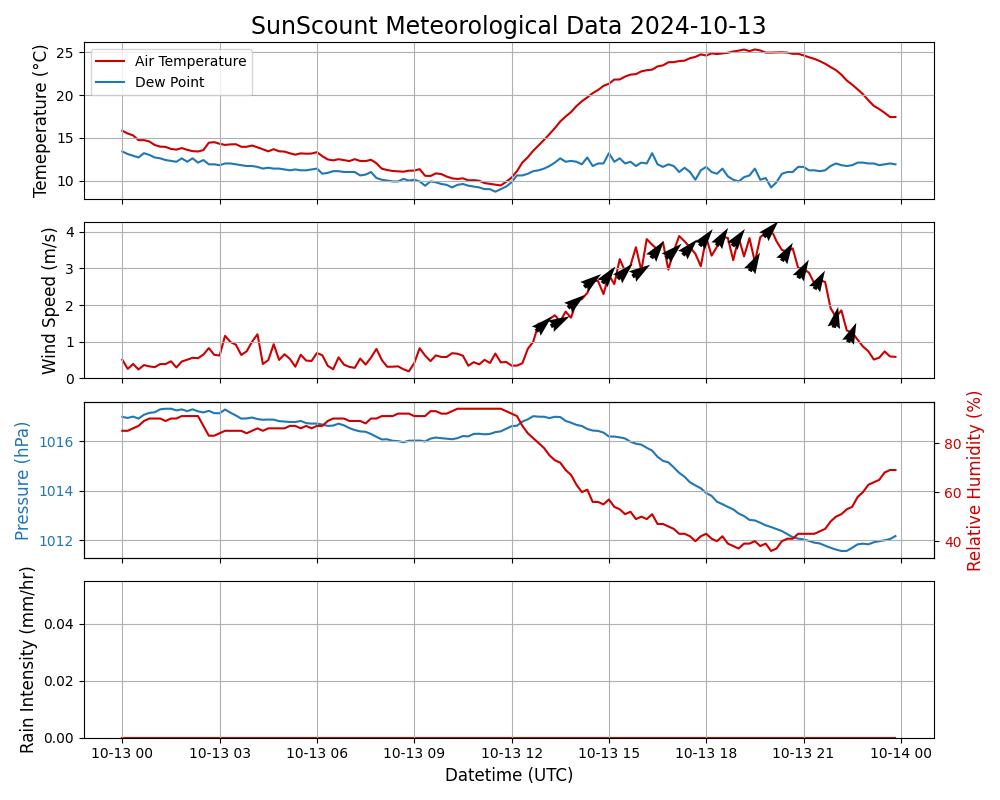 SunScount Meteorological Data 2024-10-13
Temeperature (°C)
25
20
15
10
Air Temperature
Dew Point
Wind Speed (m/s)
4
3
2
1
0
Pressure (hPa)
1016
1014
1012
80
60
40
Relative Humidity (%)
Rain Intensity (mm/hr)
0.04
0.02
0.00
10-13 00 10-13 03 10-13 06 10-13 09 10-13 12 10-13 15 10-13 18 10-13 21 10-14 00
Datetime (UTC)